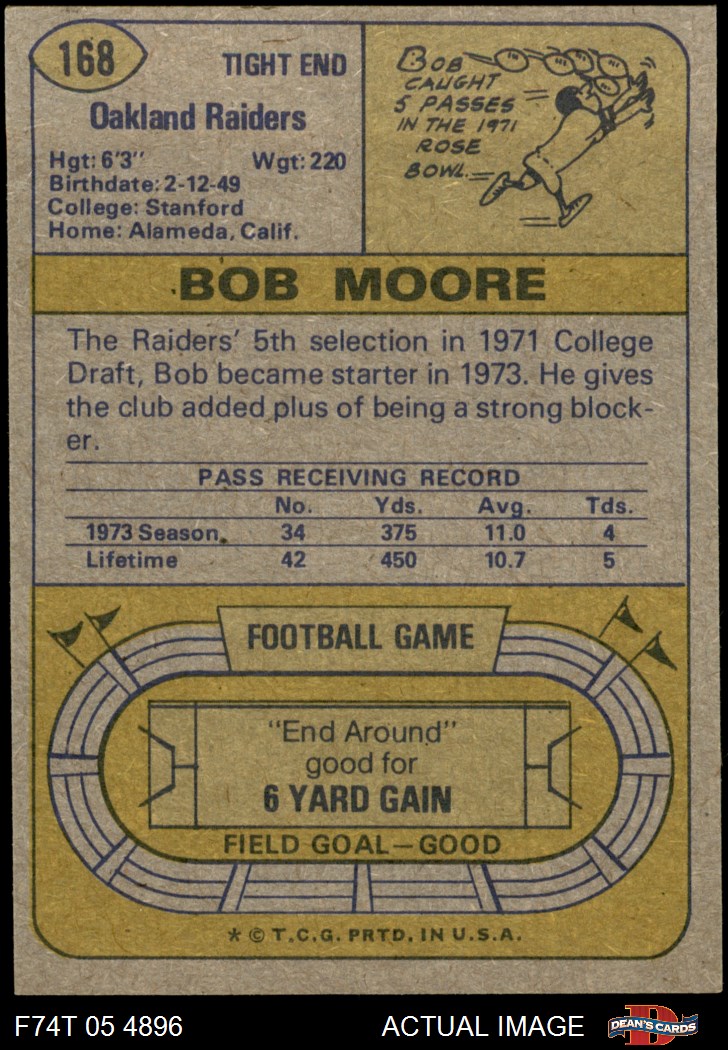 168
TIGHT END
Oakland Raiders
Hgt: 6'3" Wgt: 220
Birthdate: 2-12-49
College: Stanford
Home: Alameda, Calif.
BOB
CAUGHT
5 PASSES
IN THE 1971
ROSE
BOWL.
BOB MOORE
The Raiders' 5th selection in 1971 College
Draft, Bob became starter in 1973. He gives
the club added plus of being a strong block-
er.
PASS RECEIVING RECORD
No. Yds. Avg. Tds.
1973 Season 34 375 11.0 4
Lifetime 42 450 10.7 5
FOOTBALL GAME
"End Around"
good for
6 YARD GAIN
FIELD GOAL—GOOD
* © T.C.G. PRTD. IN U.S.A.
F74T 05 4896 ACTUAL IMAGE D DEAN'S CARDS